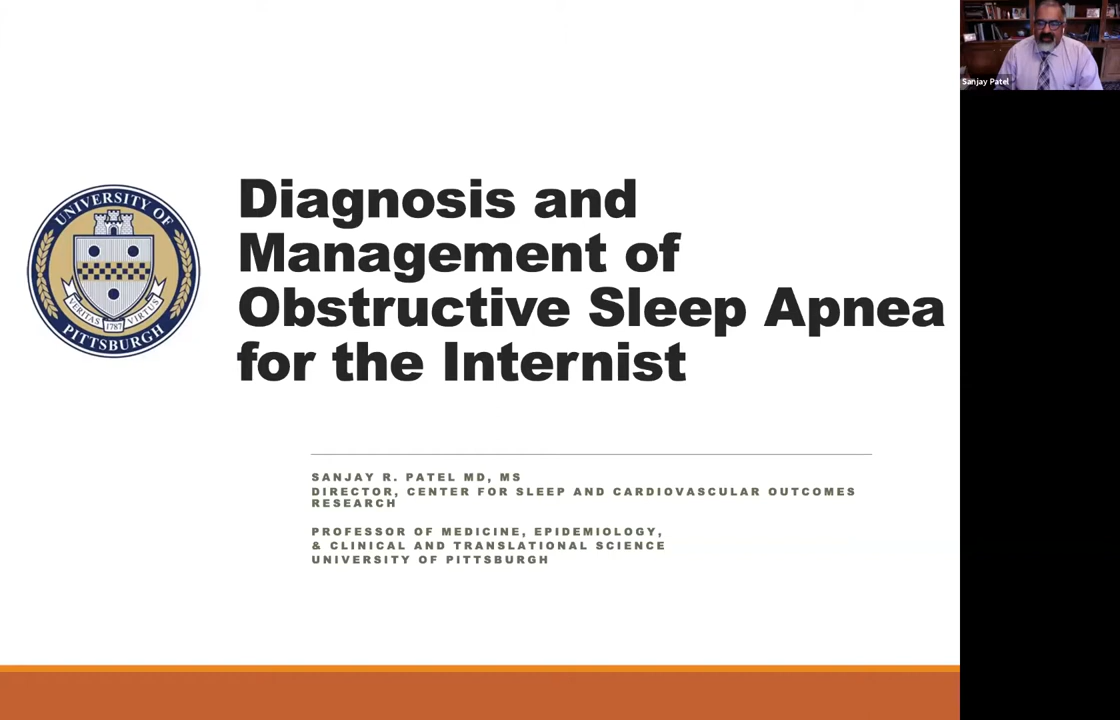 Sanjay Patel
UNIVERSITY OF
VERITAS
1787
VIRTUS
PITTSBURGH
Diagnosis and
Management of
Obstructive Sleep Apnea
for the Internist
SANJAY R. PATEL MD, MS
DIRECTOR, CENTER FOR SLEEP AND CARDIOVASCULAR OUTCOMES
RESEARCH
PROFESSOR OF MEDICINE, EPIDEMIOLOGY,
& CLINICAL AND TRANSLATIONAL SCIENCE
UNIVERSITY OF PITTSBURGH